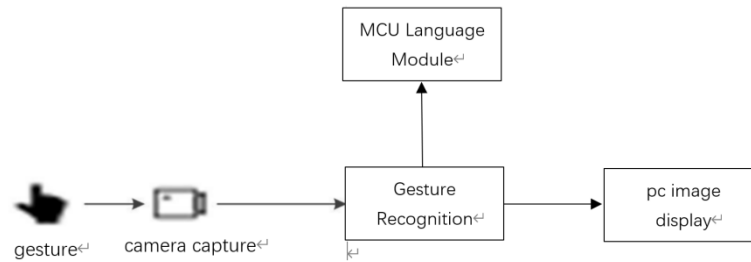 MCU Language
Module↵
Gesture
Recognition↵
pc image
display↵
gesture↵
camera capture↵
↵